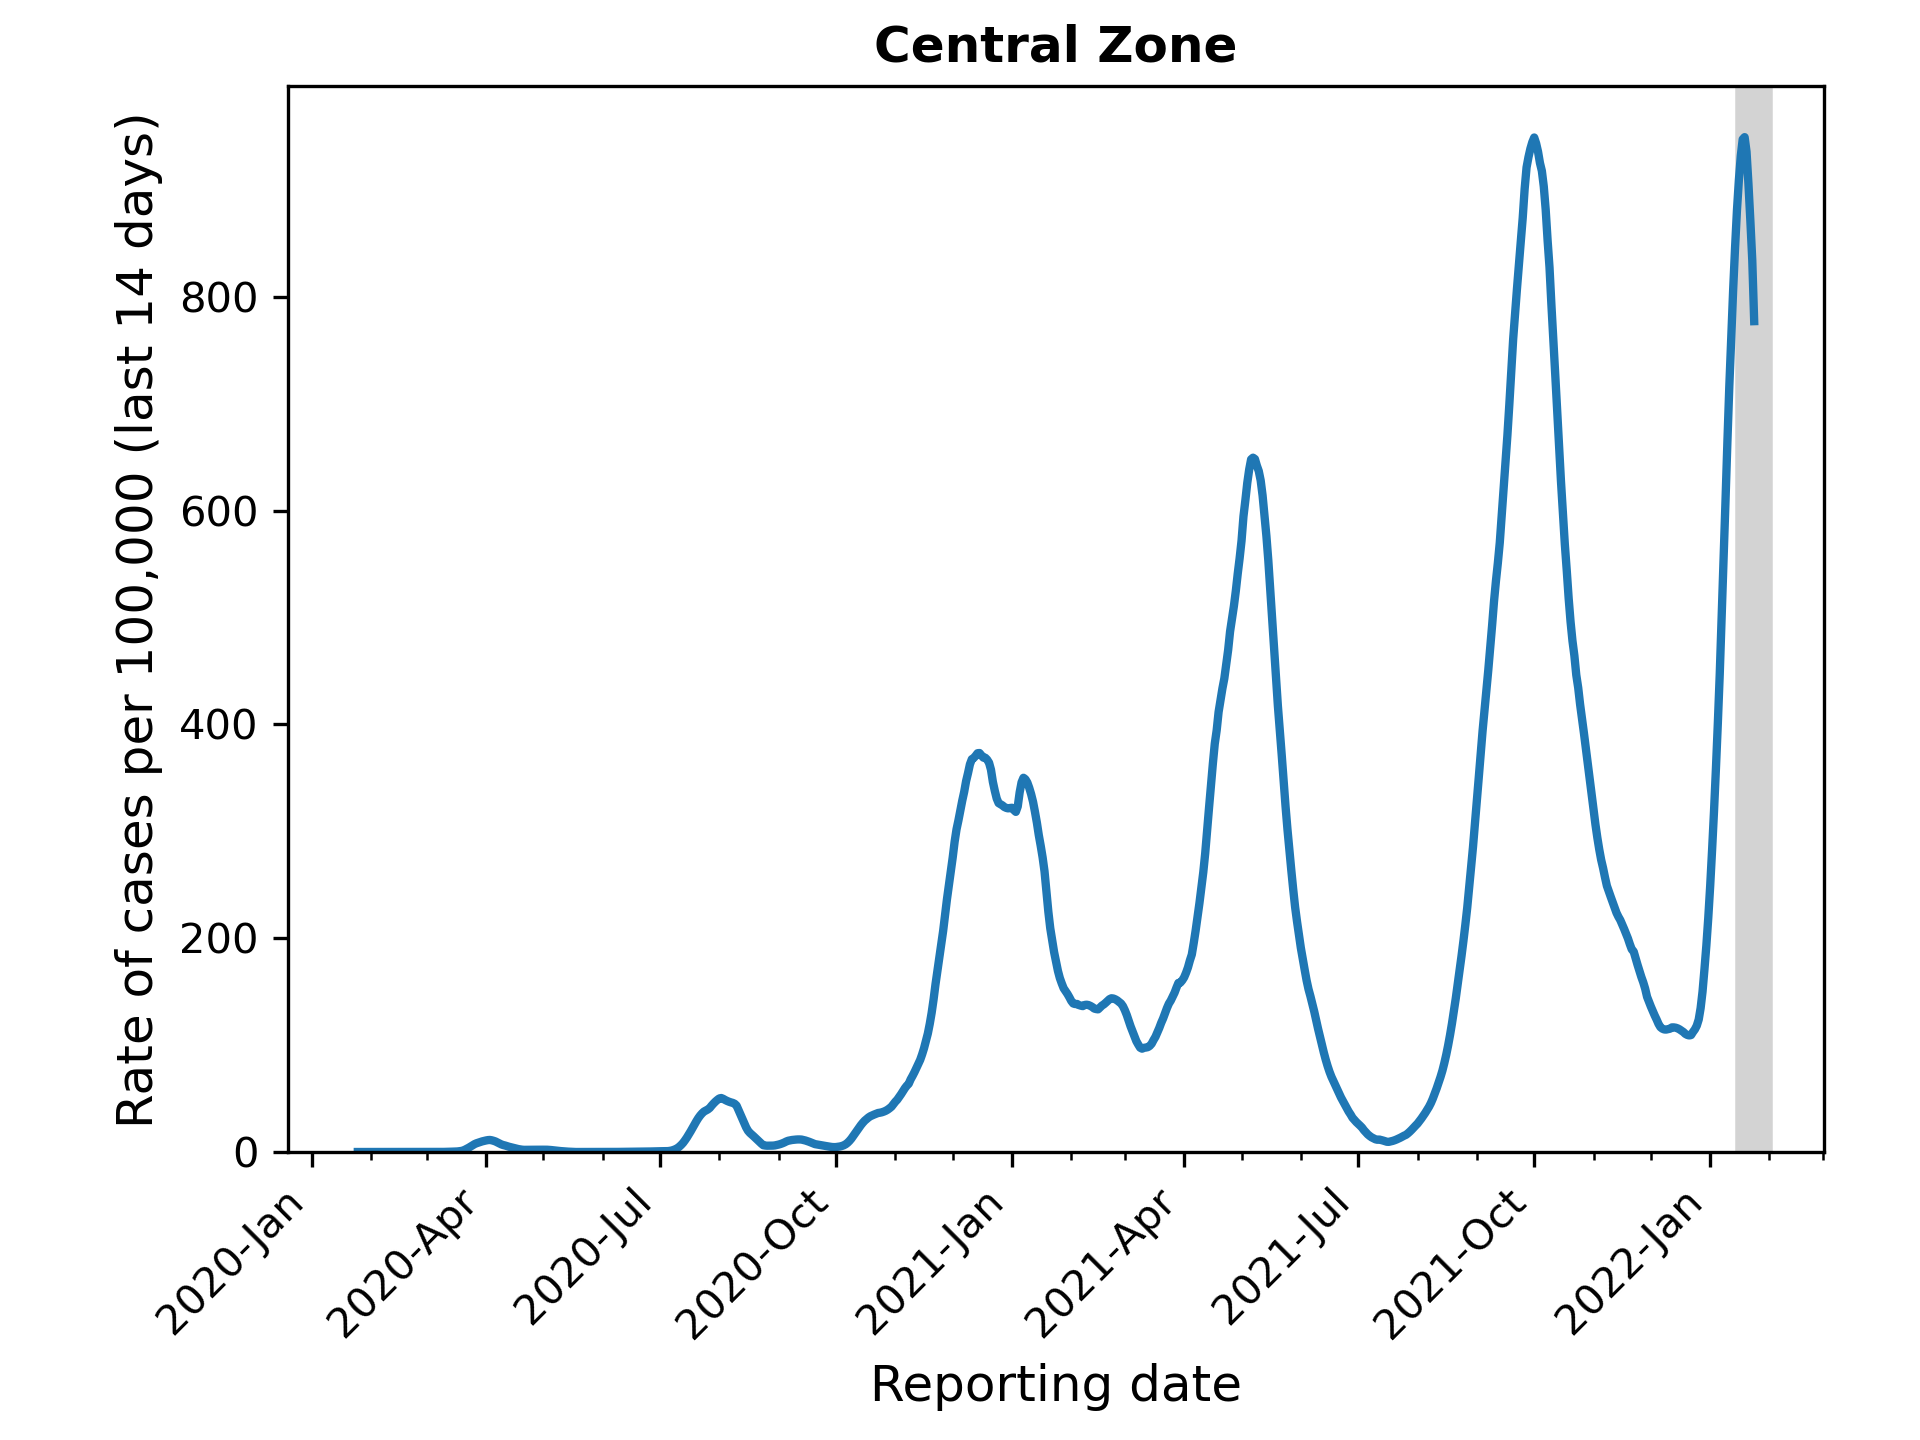 Central Zone
Rate of cases per 100,000 (last 14 days)
800
600
400
200
0
2020-Jan
2020-Apr
2020-Jul
2020-Oct
2021-Jan
2021-Apr
2021-Jul
2021-Oct
2022-Jan
Reporting date